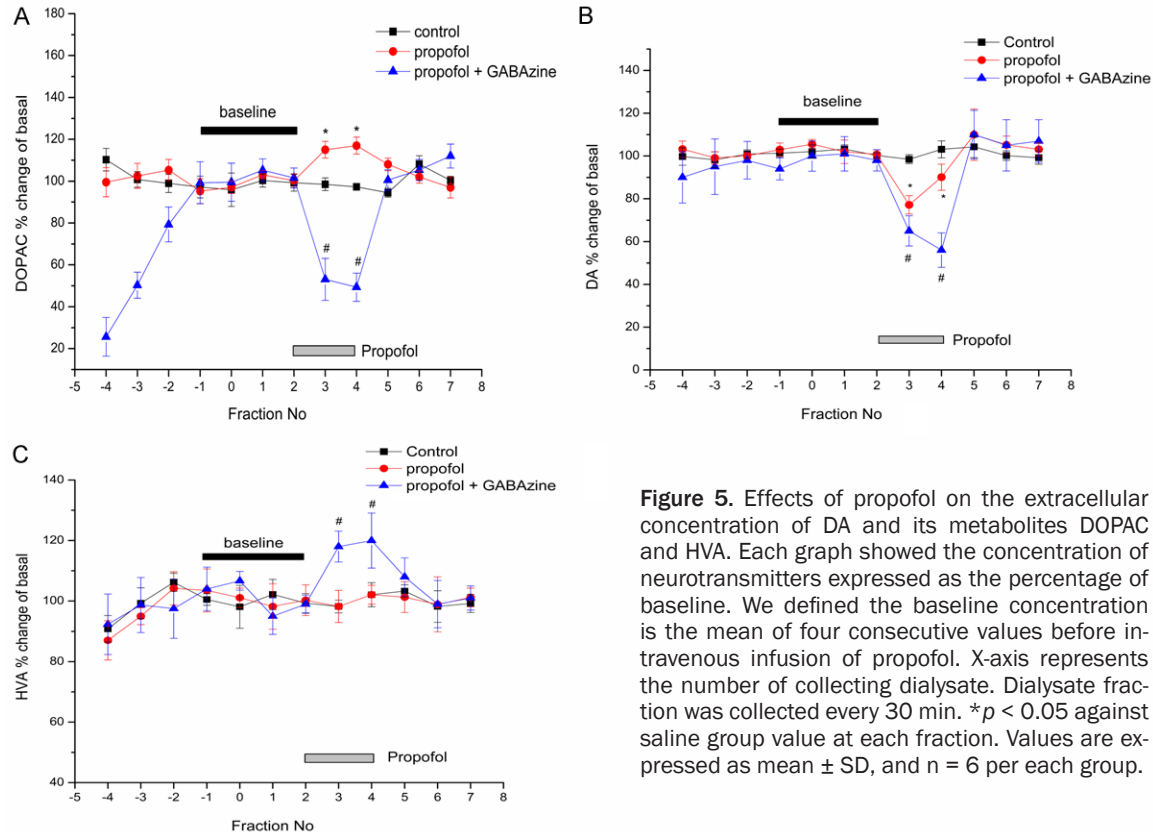 A
180
160
140
120
100
80
60
40
20
DOPAC % change of basal
control
propofol
propofol + GABAzine
baseline
* *
# #
Propofol
-5 -4 -3 -2 -1 0 1 2 3 4 5 6 7 8
Fraction No
B
140
120
100
80
60
40
20
0
DA % change of basal
Control
propofol
propofol + GABAzine
baseline
* *
# #
Propofol
-5 -4 -3 -2 -1 0 1 2 3 4 5 6 7 8
Fraction No
C
140
120
100
80
60
40
HVA % change of basal
Control
propofol
propofol + GABAzine
baseline
# #
Propofol
-5 -4 -3 -2 -1 0 1 2 3 4 5 6 7 8
Fraction No
Figure 5. Effects of propofol on the extracellular
concentration of DA and its metabolites DOPAC
and HVA. Each graph showed the concentration of
neurotransmitters expressed as the percentage of
baseline. We defined the baseline concentration
is the mean of four consecutive values before in-
travenous infusion of propofol. X-axis represents
the number of collecting dialysate. Dialysate frac-
tion was collected every 30 min. *p < 0.05 against
saline group value at each fraction. Values are ex-
pressed as mean ± SD, and n = 6 per each group.